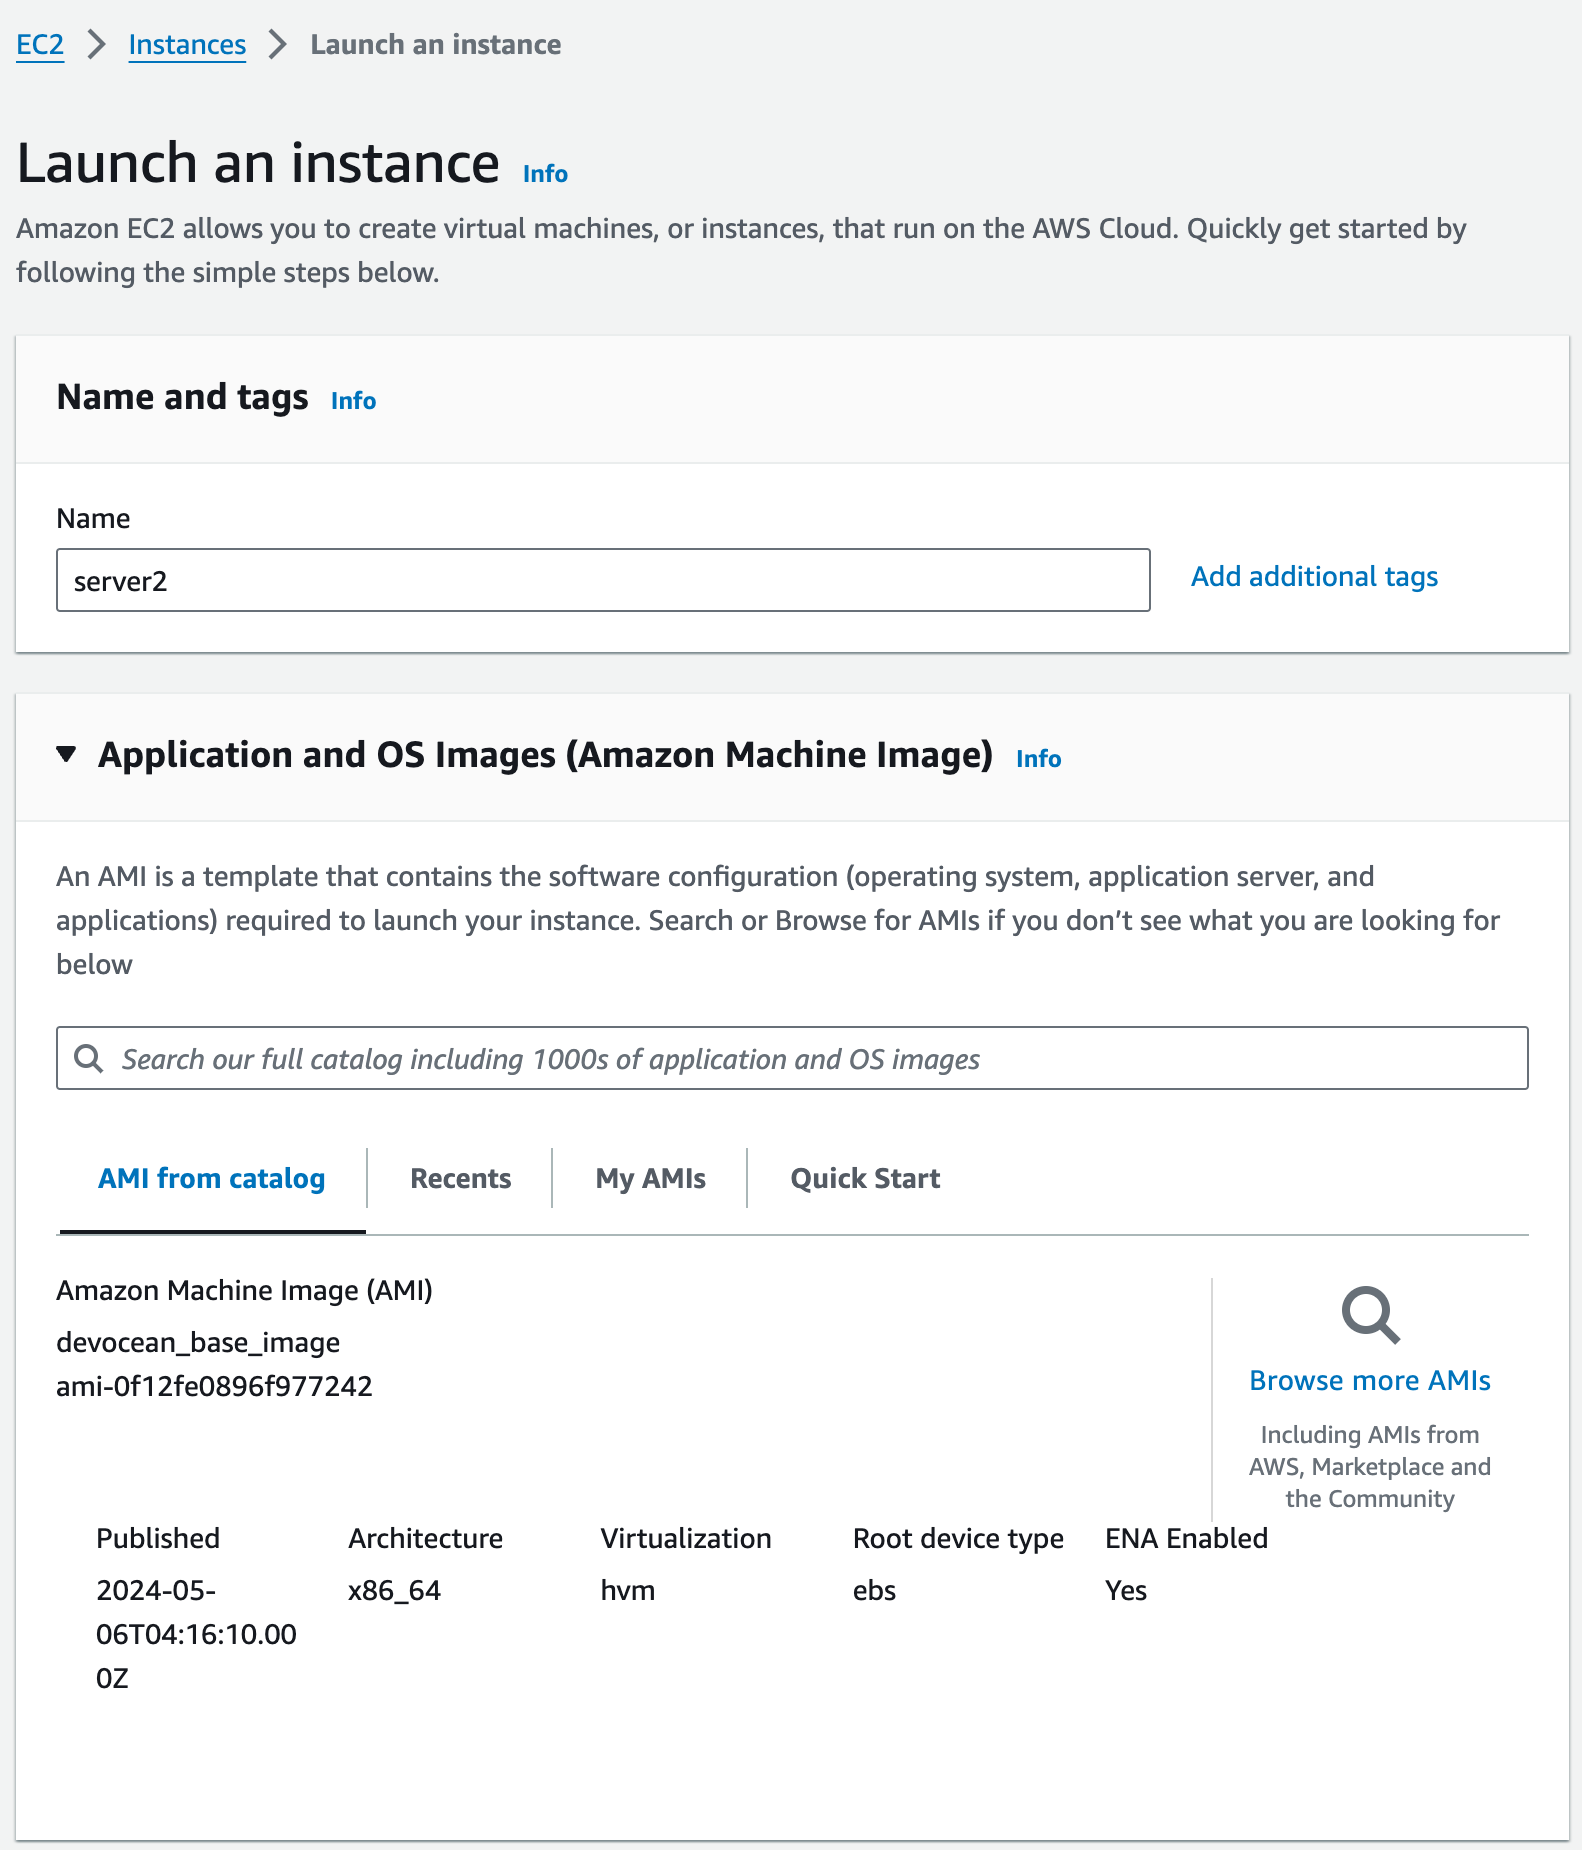 EC2 > Instances > Launch an instance
Launch an instance Info
Amazon EC2 allows you to create virtual machines, or instances, that run on the AWS Cloud. Quickly get started by
following the simple steps below.
Name and tags Info
Name
server2
Add additional tags
Application and OS Images (Amazon Machine Image) Info
An AMI is a template that contains the software configuration (operating system, application server, and
applications) required to launch your instance. Search or Browse for AMIs if you don’t see what you are looking for
below
Search our full catalog including 1000s of application and OS images
AMI from catalog
Recents
My AMIs
Quick Start
Amazon Machine Image (AMI)
devocean_base_image
ami-0f12fe0896f977242
Browse more AMIs
Including AMIs from
AWS, Marketplace and
the Community
Published
2024-05-
06T04:16:10.00
0Z
Architecture
x86_64
Virtualization
hvm
Root device type
ebs
ENA Enabled
Yes